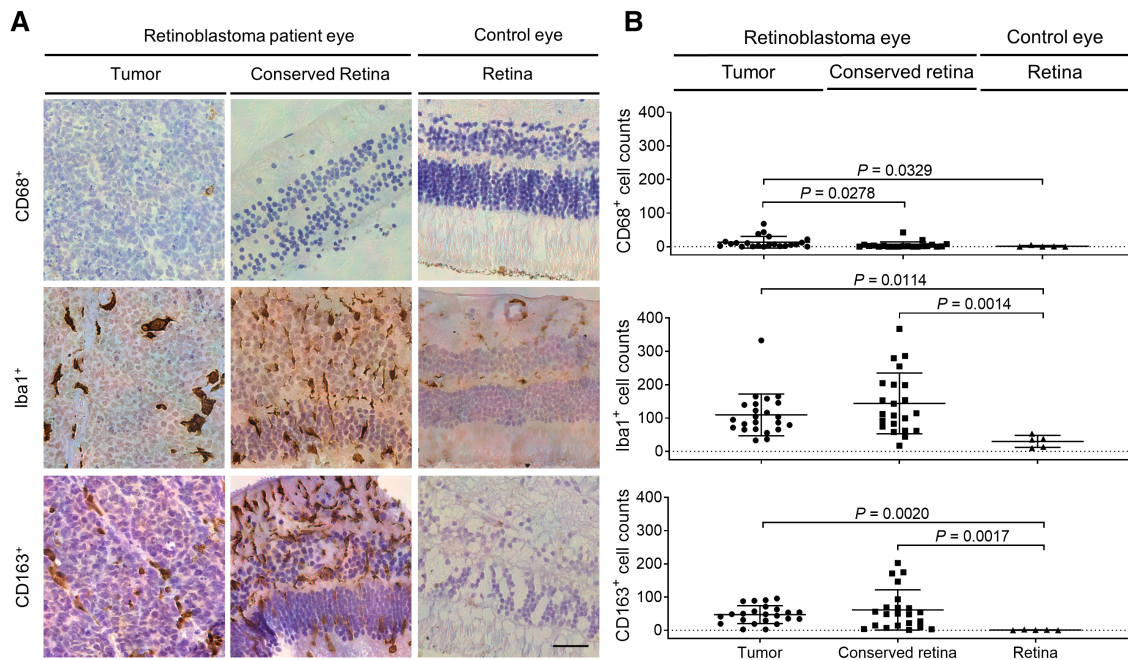 A
Retinoblastoma patient eye
Control eye
Tumor
Conserved Retina
Retina
CD68+
Iba1+
CD163+
B
Retinoblastoma eye
Control eye
Tumor
Conserved retina
Retina
CD68+ cell counts
400
300
200
100
0
P = 0.0329
P = 0.0278
Iba1+ cell counts
400
300
200
100
0
P = 0.0114
P = 0.0014
CD163+ cell counts
400
300
200
100
0
P = 0.0020
P = 0.0017
Tumor
Conserved retina
Retina